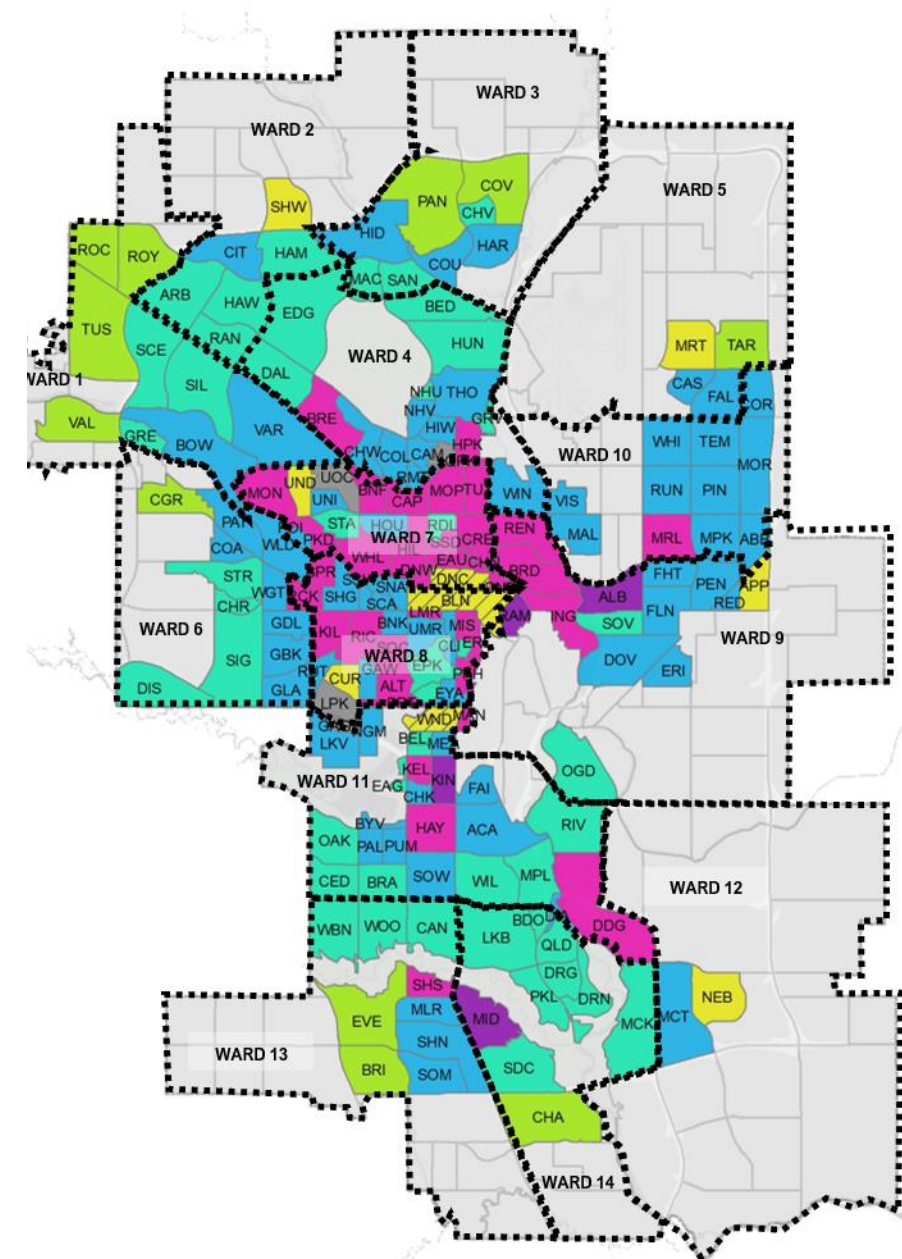 WARD 3
WARD 2
WARD 5
SHW
PAN
COV
CHV
ROC
ROY
CIT
HAM
HID
HAR
COU
ARB
HAW
MAC
SAN
EDG
BED
TUS
SCE
RAN
WARD 4
HUN
MRT
TAR
WARD 1
SIL
DAL
NHU
THO
CAS
FAL
COR
VAL
GRE
BOW
VAR
BRE
NHV
HIW
CHW
COL
CAM
HPK
WARD 10
WHI
TEM
MOR
RMT
UND
UOC
MON
UNI
BNF
CAP
MOP
TU
WIN
VIS
RUN
PIN
CGR
STA
HOU
RDL
WARD 7
SSD
CRE
REN
MAL
MRL
MPK
ABB
COA
WLD
PKD
WHL
HIL
EAU
DNW
DNC
BRD
STR
FHT
PEN
APP
RED
CHR
WGT
SHG
SNA
SCA
BLN
LMR
ALB
ING
SOV
FLN
WARD 9
WARD 6
GDL
KIL
RIC
BNK
UMR
MIS
CLI
SIG
GBK
WARD 8
EPK
DOV
ERI
DIS
GLA
CUR
ALT
EYA
LPK
WND
LKV
BEL
OGD
WARD 11
EAG
KEL
KIN
CHK
FAI
BYV
HAY
ACA
RIV
OAK
PAL
PUM
CED
BRA
SOW
WIL
MPL
WARD 12
WBN
WOO
CAN
LKB
BDO
QLD
DDG
DRG
SHS
PKL
DRN
NEB
EVE
MLR
MID
MCK
MCT
WARD 13
SHN
BRI
SOM
SDC
CHA
WARD 14